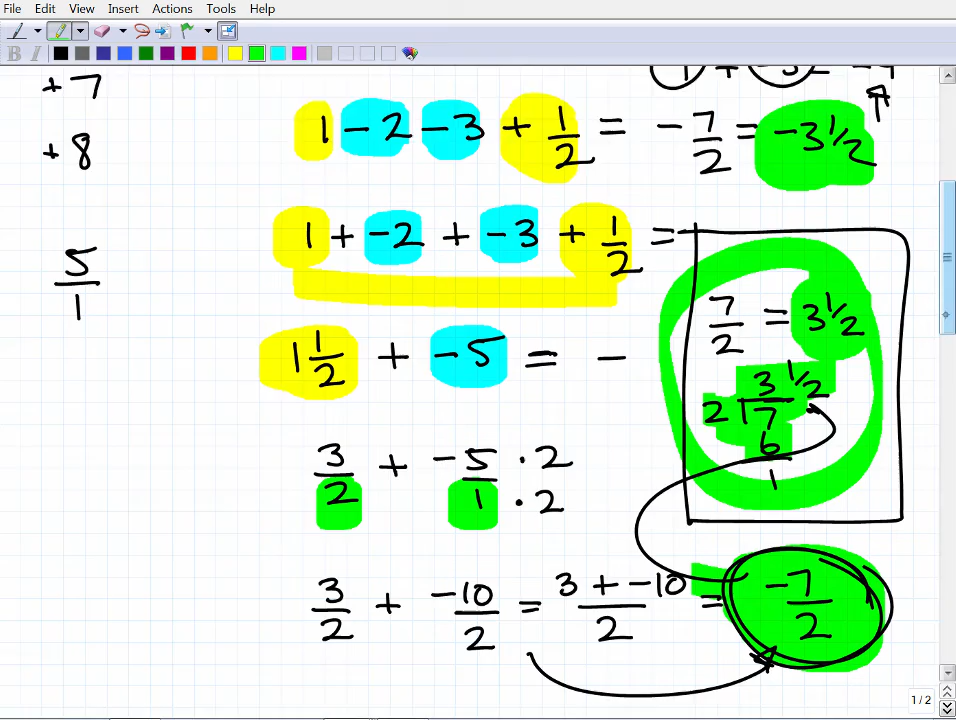 File Edit View Insert Actions Tools Help
B I
+7
+8
5/1
1 - 2 - 3 + 1/2 = - 7/2 = -3 1/2
1 + -2 + -3 + 1/2 =
7/2 = 3 1/2
1 1/2 + -5 = -
3 1/2
2 7
6
1
3/2 + -5/1 · 2
· 2
3/2 + -10/2 = 3 + -10/2 = -7/2
1 / 2